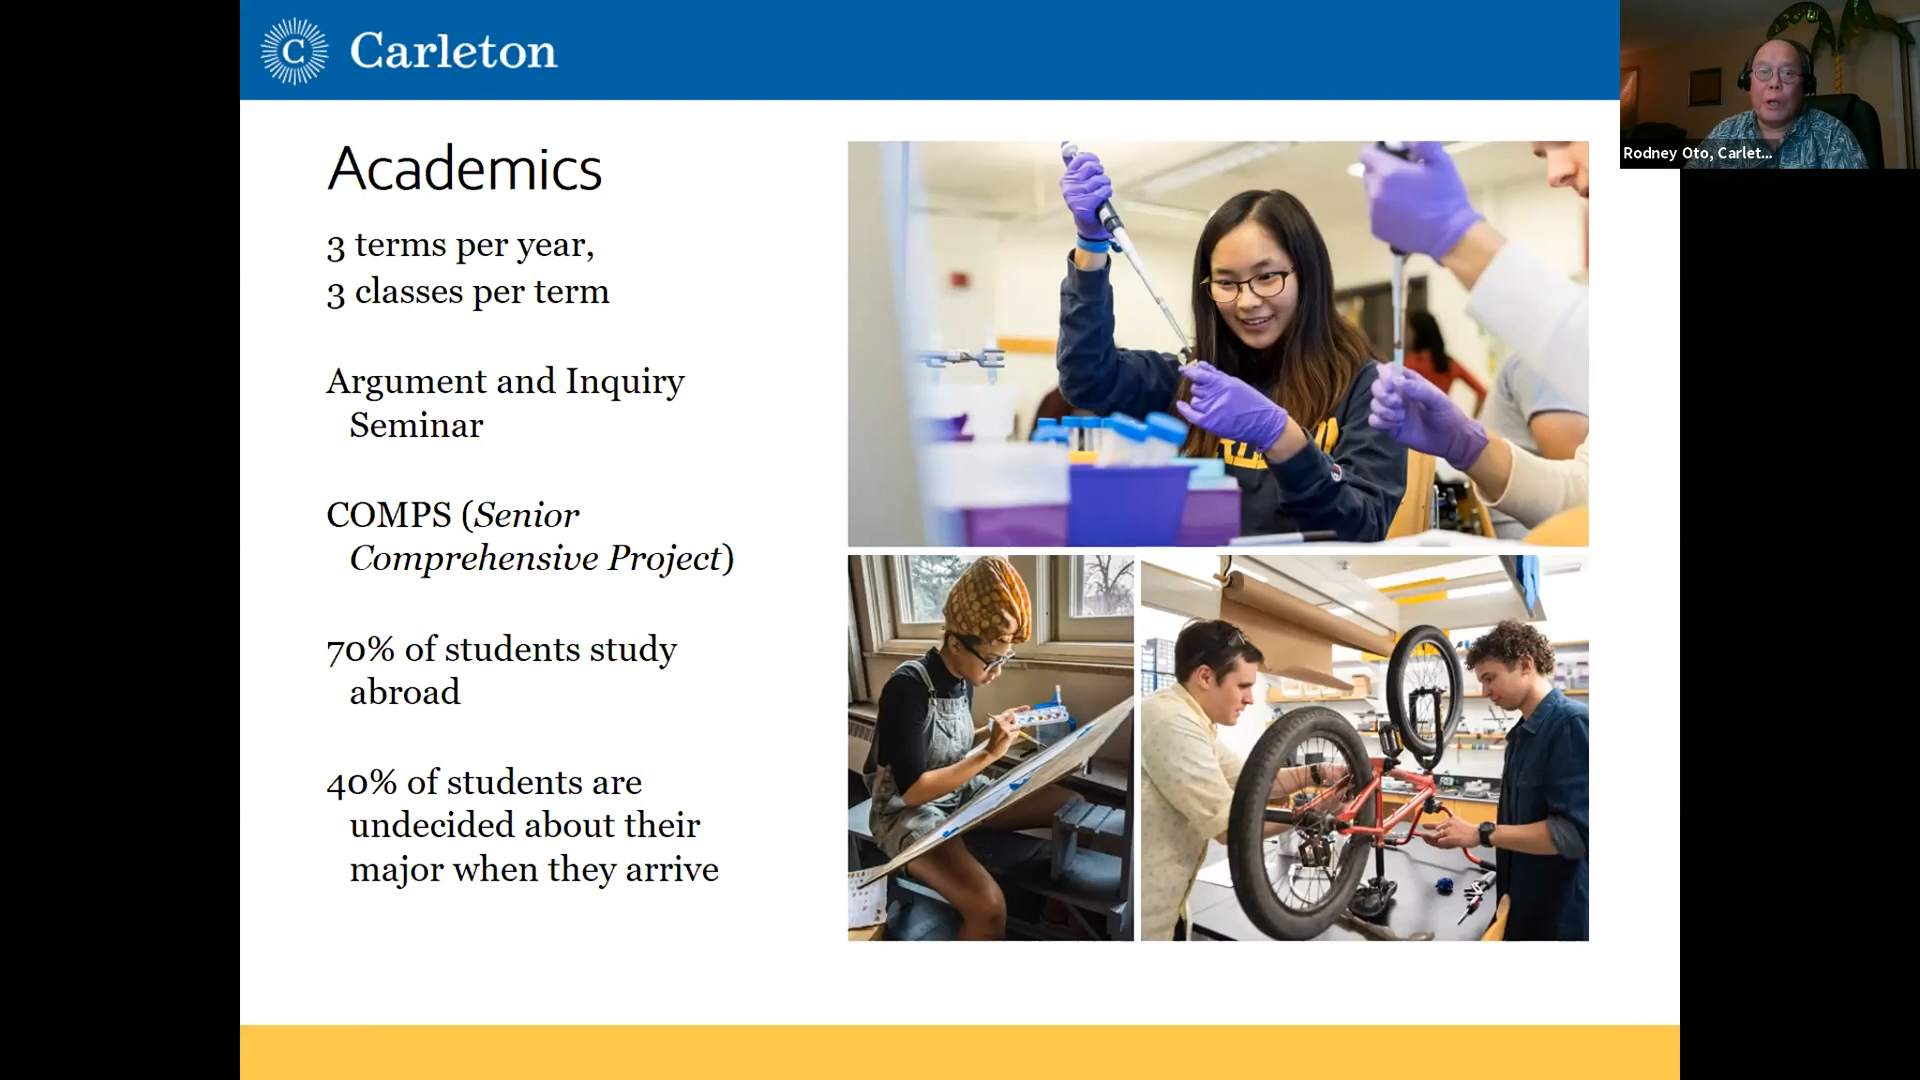 C Carleton
Rodney Oto, Carlet...
Academics
3 terms per year,
3 classes per term
Argument and Inquiry
Seminar
COMPS (Senior
Comprehensive Project)
70% of students study
abroad
40% of students are
undecided about their
major when they arrive